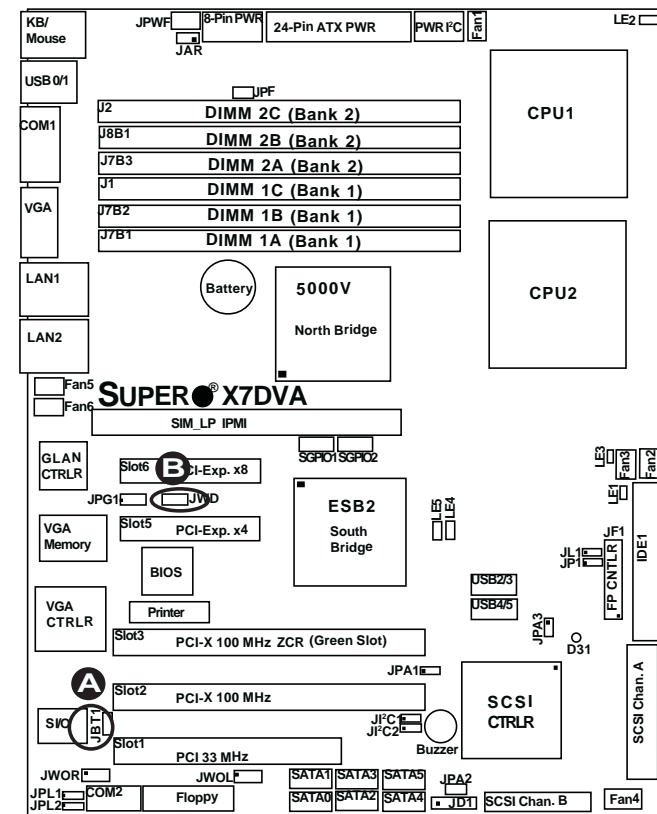 KB/
Mouse
JPWF
8-Pin PWR
JAR
24-Pin ATX PWR
PWR I²C
Fan1
LE2
USB 0/1
JPF
COM1
J2 DIMM 2C (Bank 2)
J8B1 DIMM 2B (Bank 2)
J7B3 DIMM 2A (Bank 2)
J1 DIMM 1C (Bank 1)
J7B2 DIMM 1B (Bank 1)
J7B1 DIMM 1A (Bank 1)
CPU1
VGA
LAN1
Battery
5000V
North Bridge
CPU2
LAN2
Fan5
Fan6
SUPER ® X7DVA
SIM_LP IPMI
GLAN
CTRLR
Slot6
B
PCI-Exp. x8
SGPIO1
SGPIO2
LE3
Fan3
Fan2
JPG1
JWD
LE1
Slot5
PCI-Exp. x4
ESB2
South
Bridge
LE5
LE4
VGA
Memory
BIOS
JF1
JL1
JP1
FP CNTLR
IDE1
USB2/3
USB4/5
VGA
CTRLR
Printer
JPA3
D31
Slot3
PCI-X 100 MHz ZCR (Green Slot)
JPA1
A
Slot2
PCI-X 100 MHz
SCSI
CTRLR
SCSI Chan. A
S I/O
JBT1
JI²C1
JI²C2
Buzzer
Slot1
PCI 33 MHz
JWOR
JWOL
SATA1
SATA3
SATA5
JPA2
JPL1
JPL2
COM2
Floppy
SATA0
SATA2
SATA4
JD1
SCSI Chan. B
Fan4